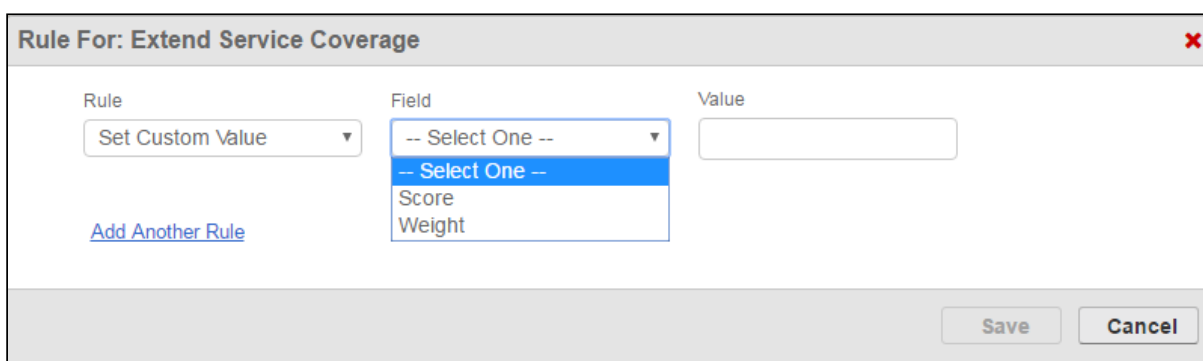 Rule For: Extend Service Coverage
Rule Field Value
Set Custom Value -- Select One --
-- Select One --
Score
Weight
Add Another Rule
Save Cancel